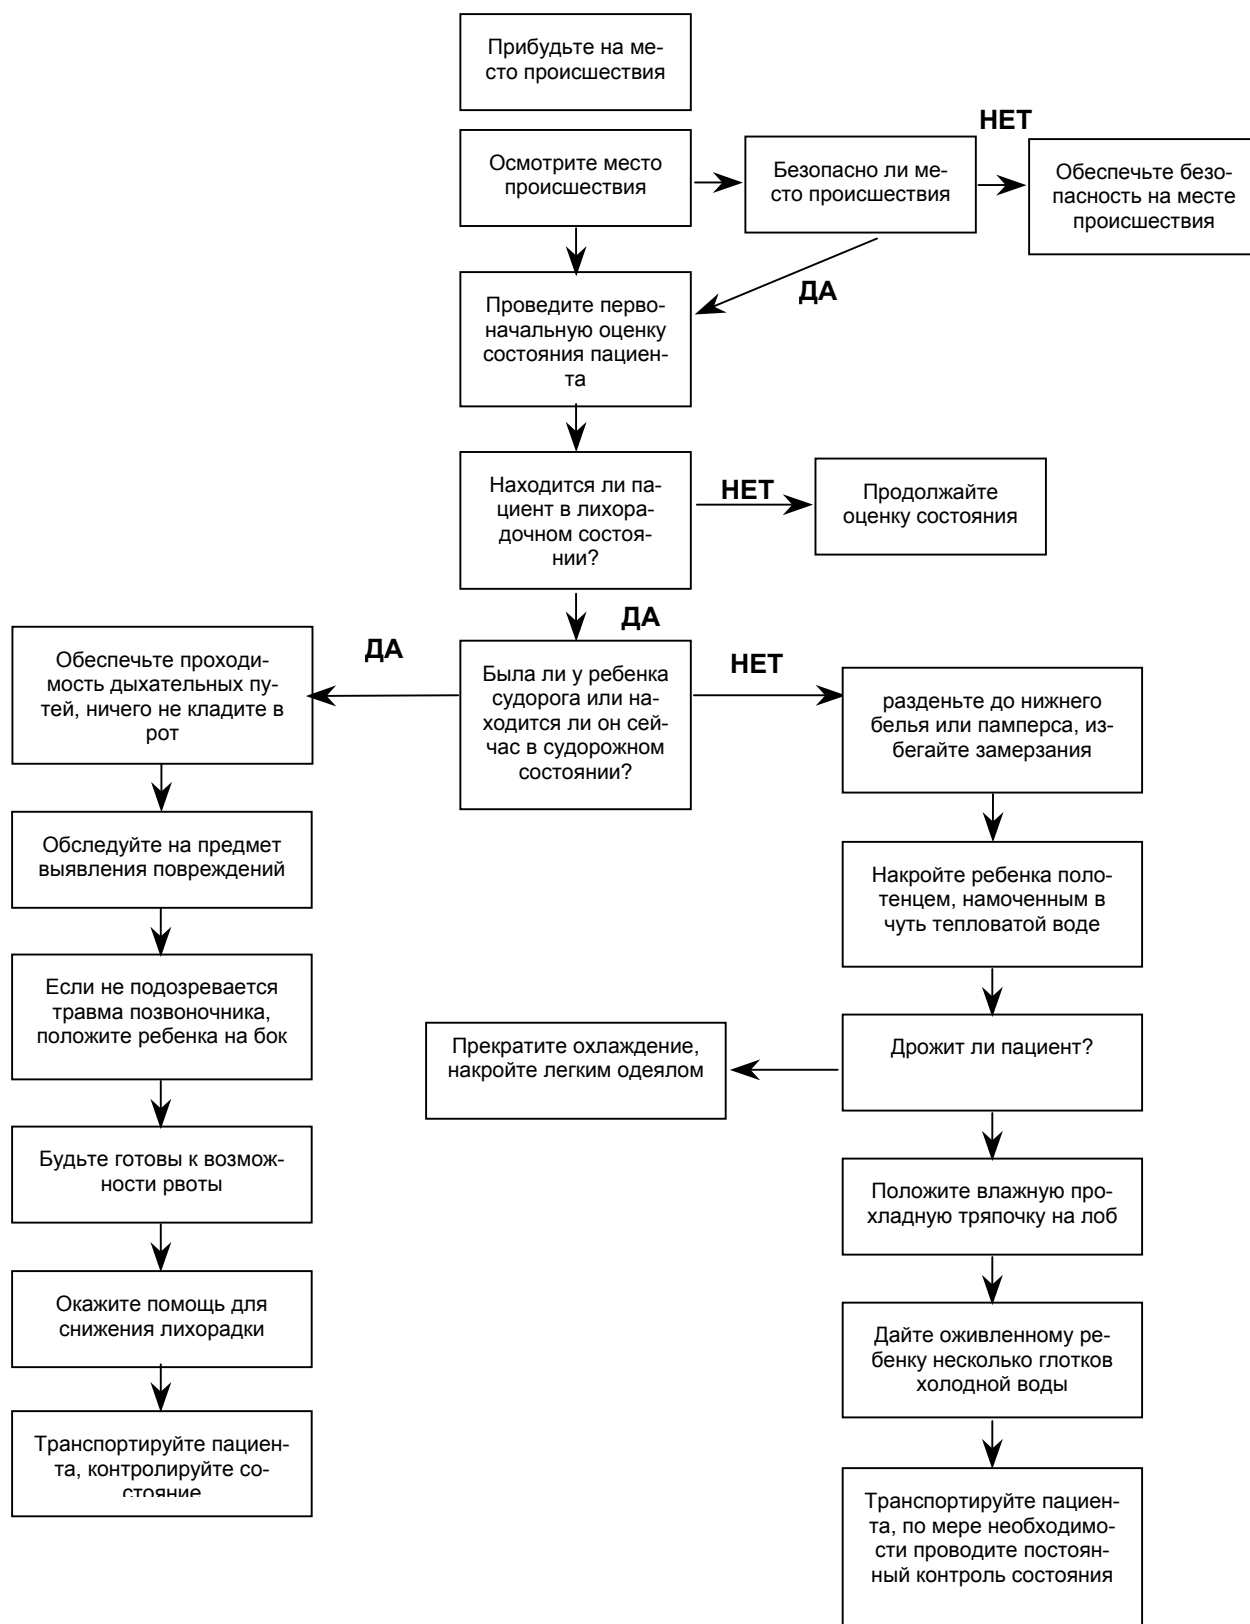 Прибудьте на ме-
сто происшествия
НЕТ
Осмотрите место
происшествия
Безопасно ли ме-
сто происшествия
Обеспечьте безо-
пасность на месте
происшествия
ДА
Проведите перво-
начальную оценку
состояния пациен-
та
Находится ли па-
циент в лихора-
дочном состоя-
нии?
НЕТ
Продолжайте
оценку состояния
ДА
ДА
Обеспечьте проходи-
мость дыхательных пу-
тей, ничего не кладите в
рот
Была ли у ребенка
судорога или на-
ходится ли он сей-
час в судорожном
состоянии?
НЕТ
разденьте до нижнего
белья или памперса, из-
бегайте замерзания
Обследуйте на предмет
выявления повреждений
Накройте ребенка поло-
тенцем, намоченным в
чуть тепловатой воде
Если не подозревается
травма позвоночника,
положите ребенка на бок
Прекратите охлаждение,
накройте легким одеялом
Дрожит ли пациент?
Будьте готовы к возмож-
ности рвоты
Положите влажную про-
хладную тряпочку на лоб
Окажите помощь для
снижения лихорадки
Дайте оживленному ре-
бенку несколько глотков
холодной воды
Транспортируйте пациен-
та, контролируйте со-
стояние
Транспортируйте пациен-
та, по мере необходимо-
сти проводите постоян-
ный контроль состояния